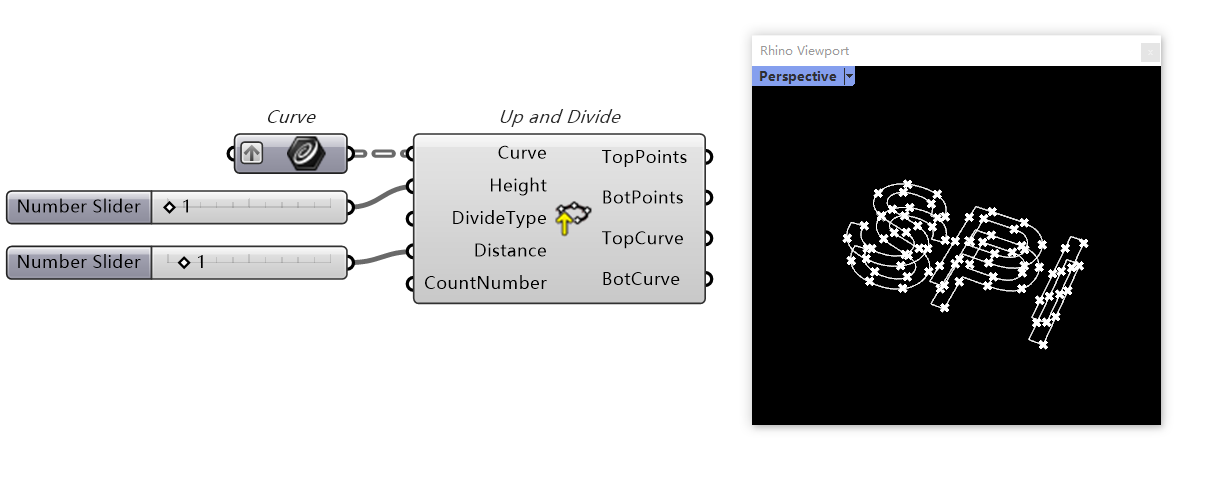 Curve
Number Slider 1
Number Slider 1
Up and Divide
Curve
Height
DivideType
Distance
CountNumber
TopPoints
BotPoints
TopCurve
BotCurve
Rhino Viewport
Perspective
SPI